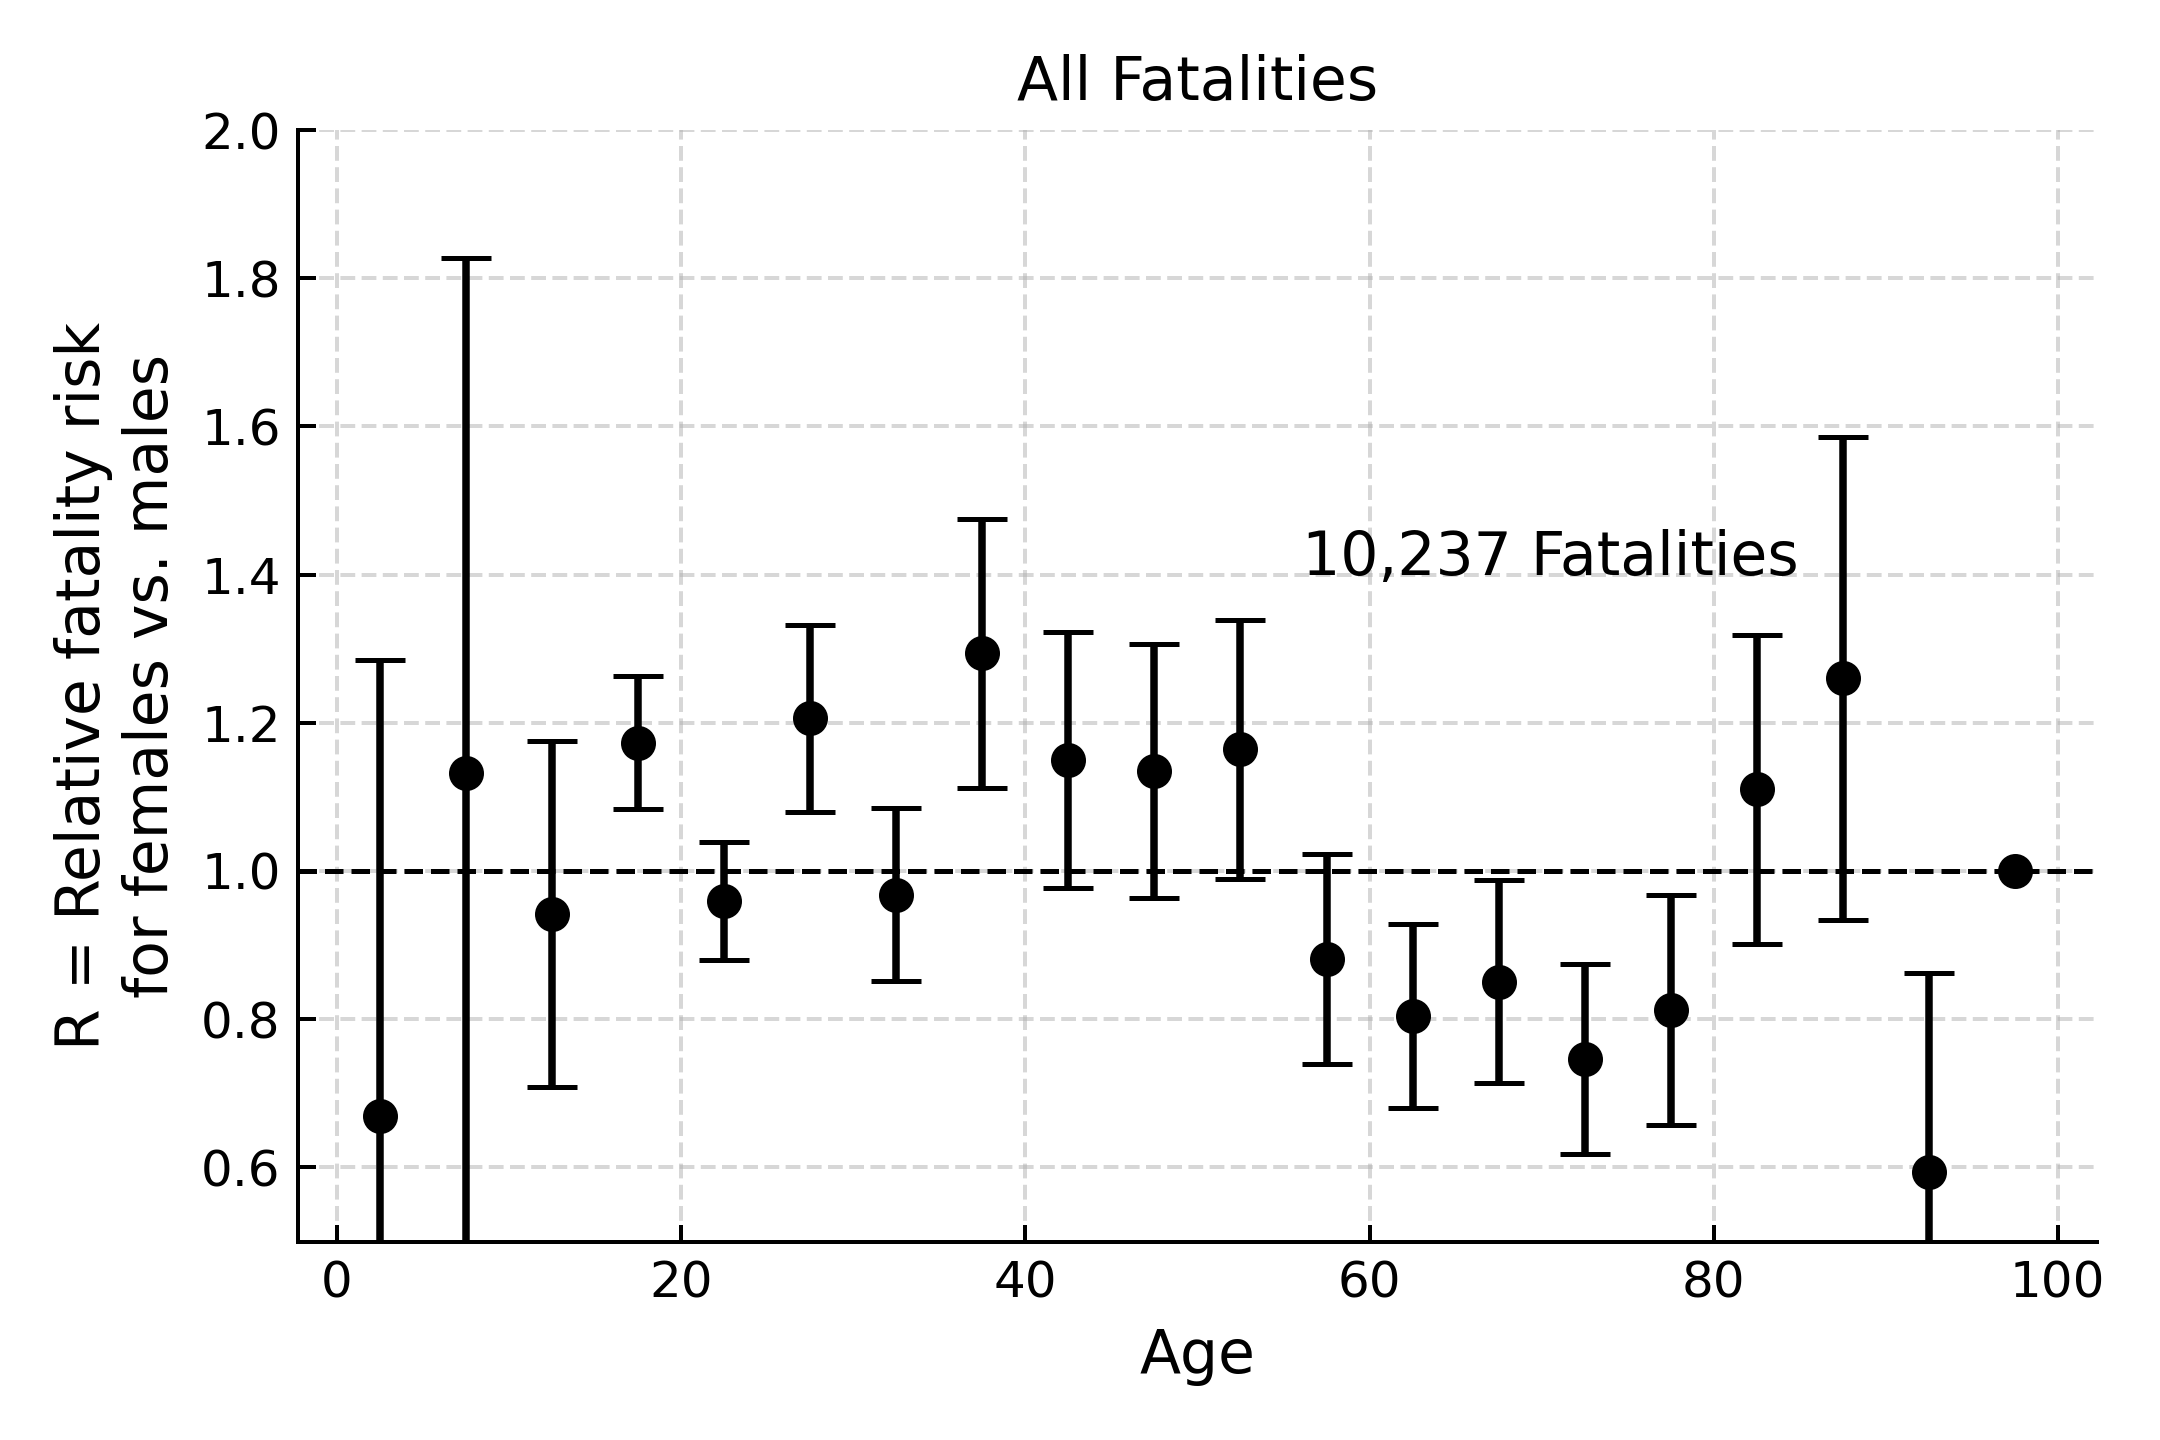 All Fatalities
R = Relative fatality risk
for females vs. males
2.0
1.8
1.6
1.4
1.2
1.0
0.8
0.6
10,237 Fatalities
0 20 40 60 80 100
Age